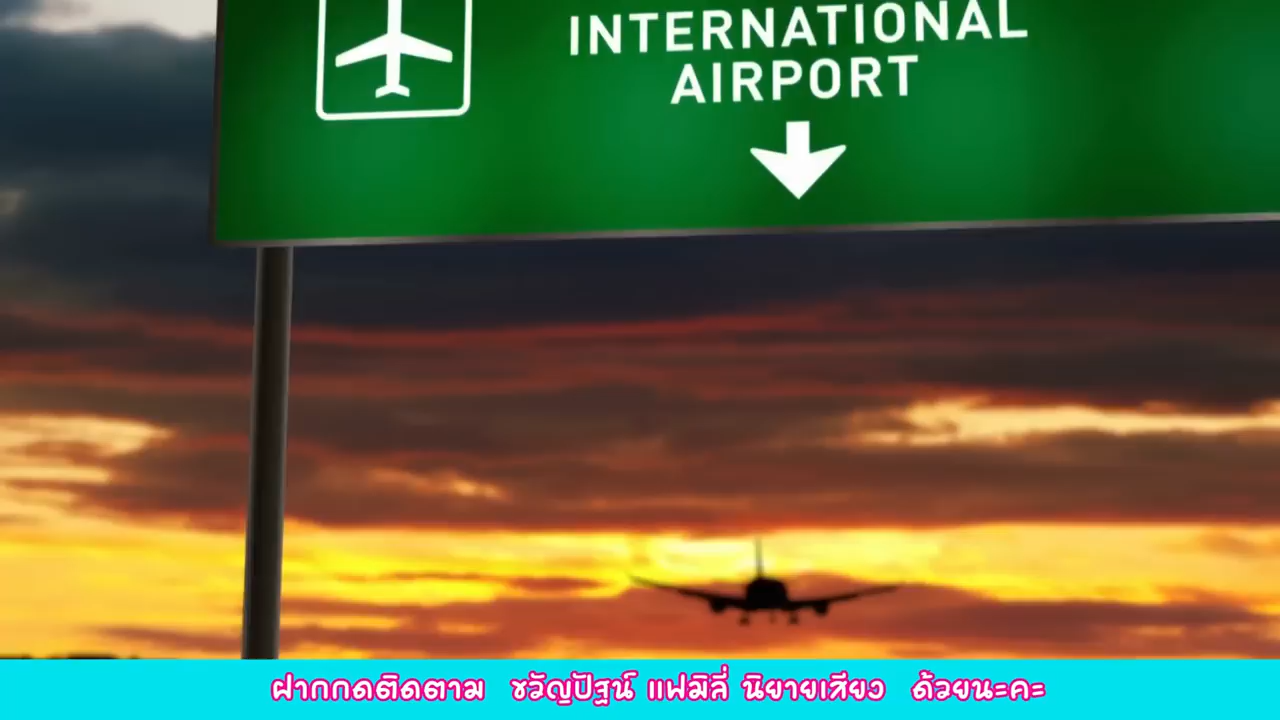 INTERNATIONAL
AIRPORT
ฝากกดติดตาม ขวัญปัฐน์ แฟมิลี่ นิยายเสียง ด้วยนะคะ